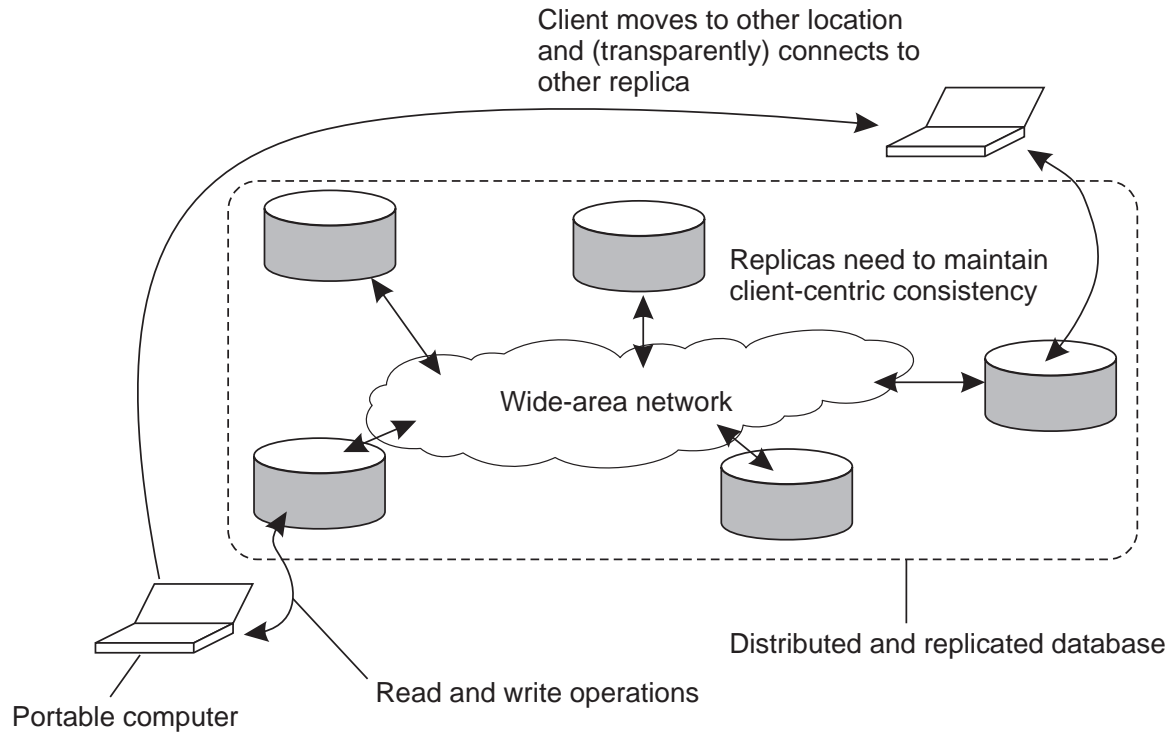 Client moves to other location
and (transparently) connects to
other replica
Replicas need to maintain
client-centric consistency
Wide-area network
Distributed and replicated database
Read and write operations
Portable computer